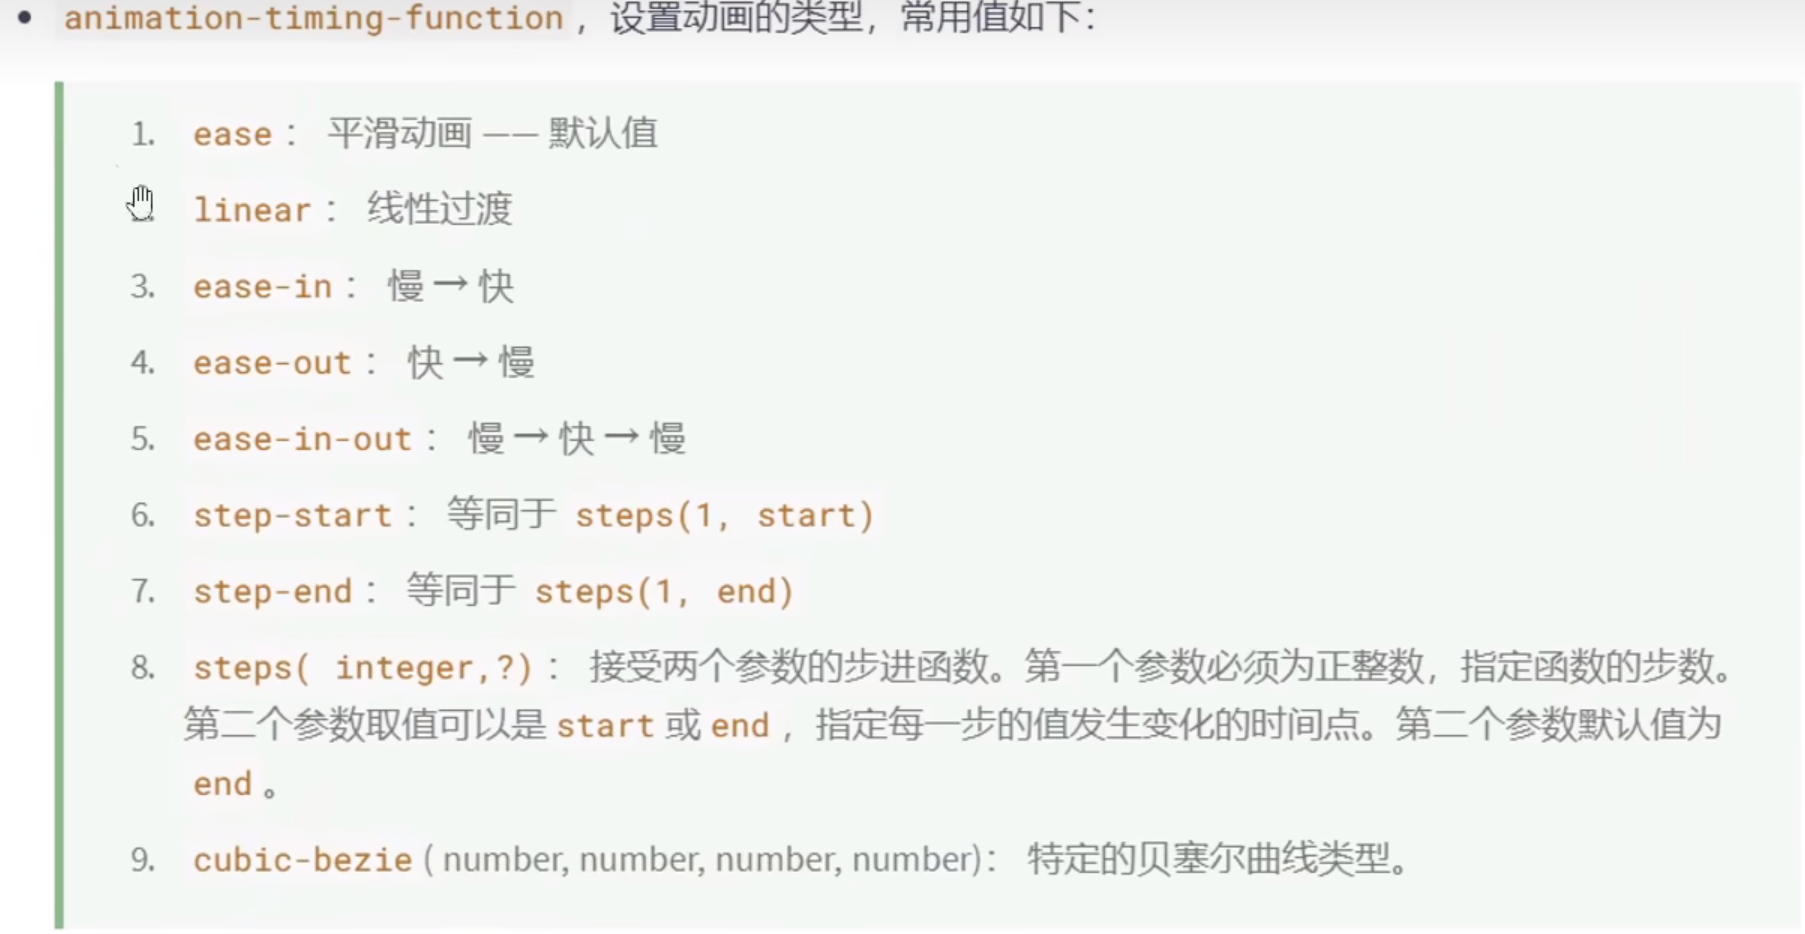 • animation-timing-function，设置动画的类型，常用值如下：
1. ease： 平滑动画 —— 默认值
linear： 线性过渡
3. ease-in： 慢 → 快
4. ease-out： 快 → 慢
5. ease-in-out： 慢 → 快 → 慢
6. step-start： 等同于 steps(1, start)
7. step-end： 等同于 steps(1, end)
8. steps( integer,?)： 接受两个参数的步进函数。第一个参数必须为正整数，指定函数的步数。
第二个参数取值可以是 start 或 end，指定每一步的值发生变化的时间点。第二个参数默认值为
end。
9. cubic-bezie ( number, number, number, number)： 特定的贝塞尔曲线类型。